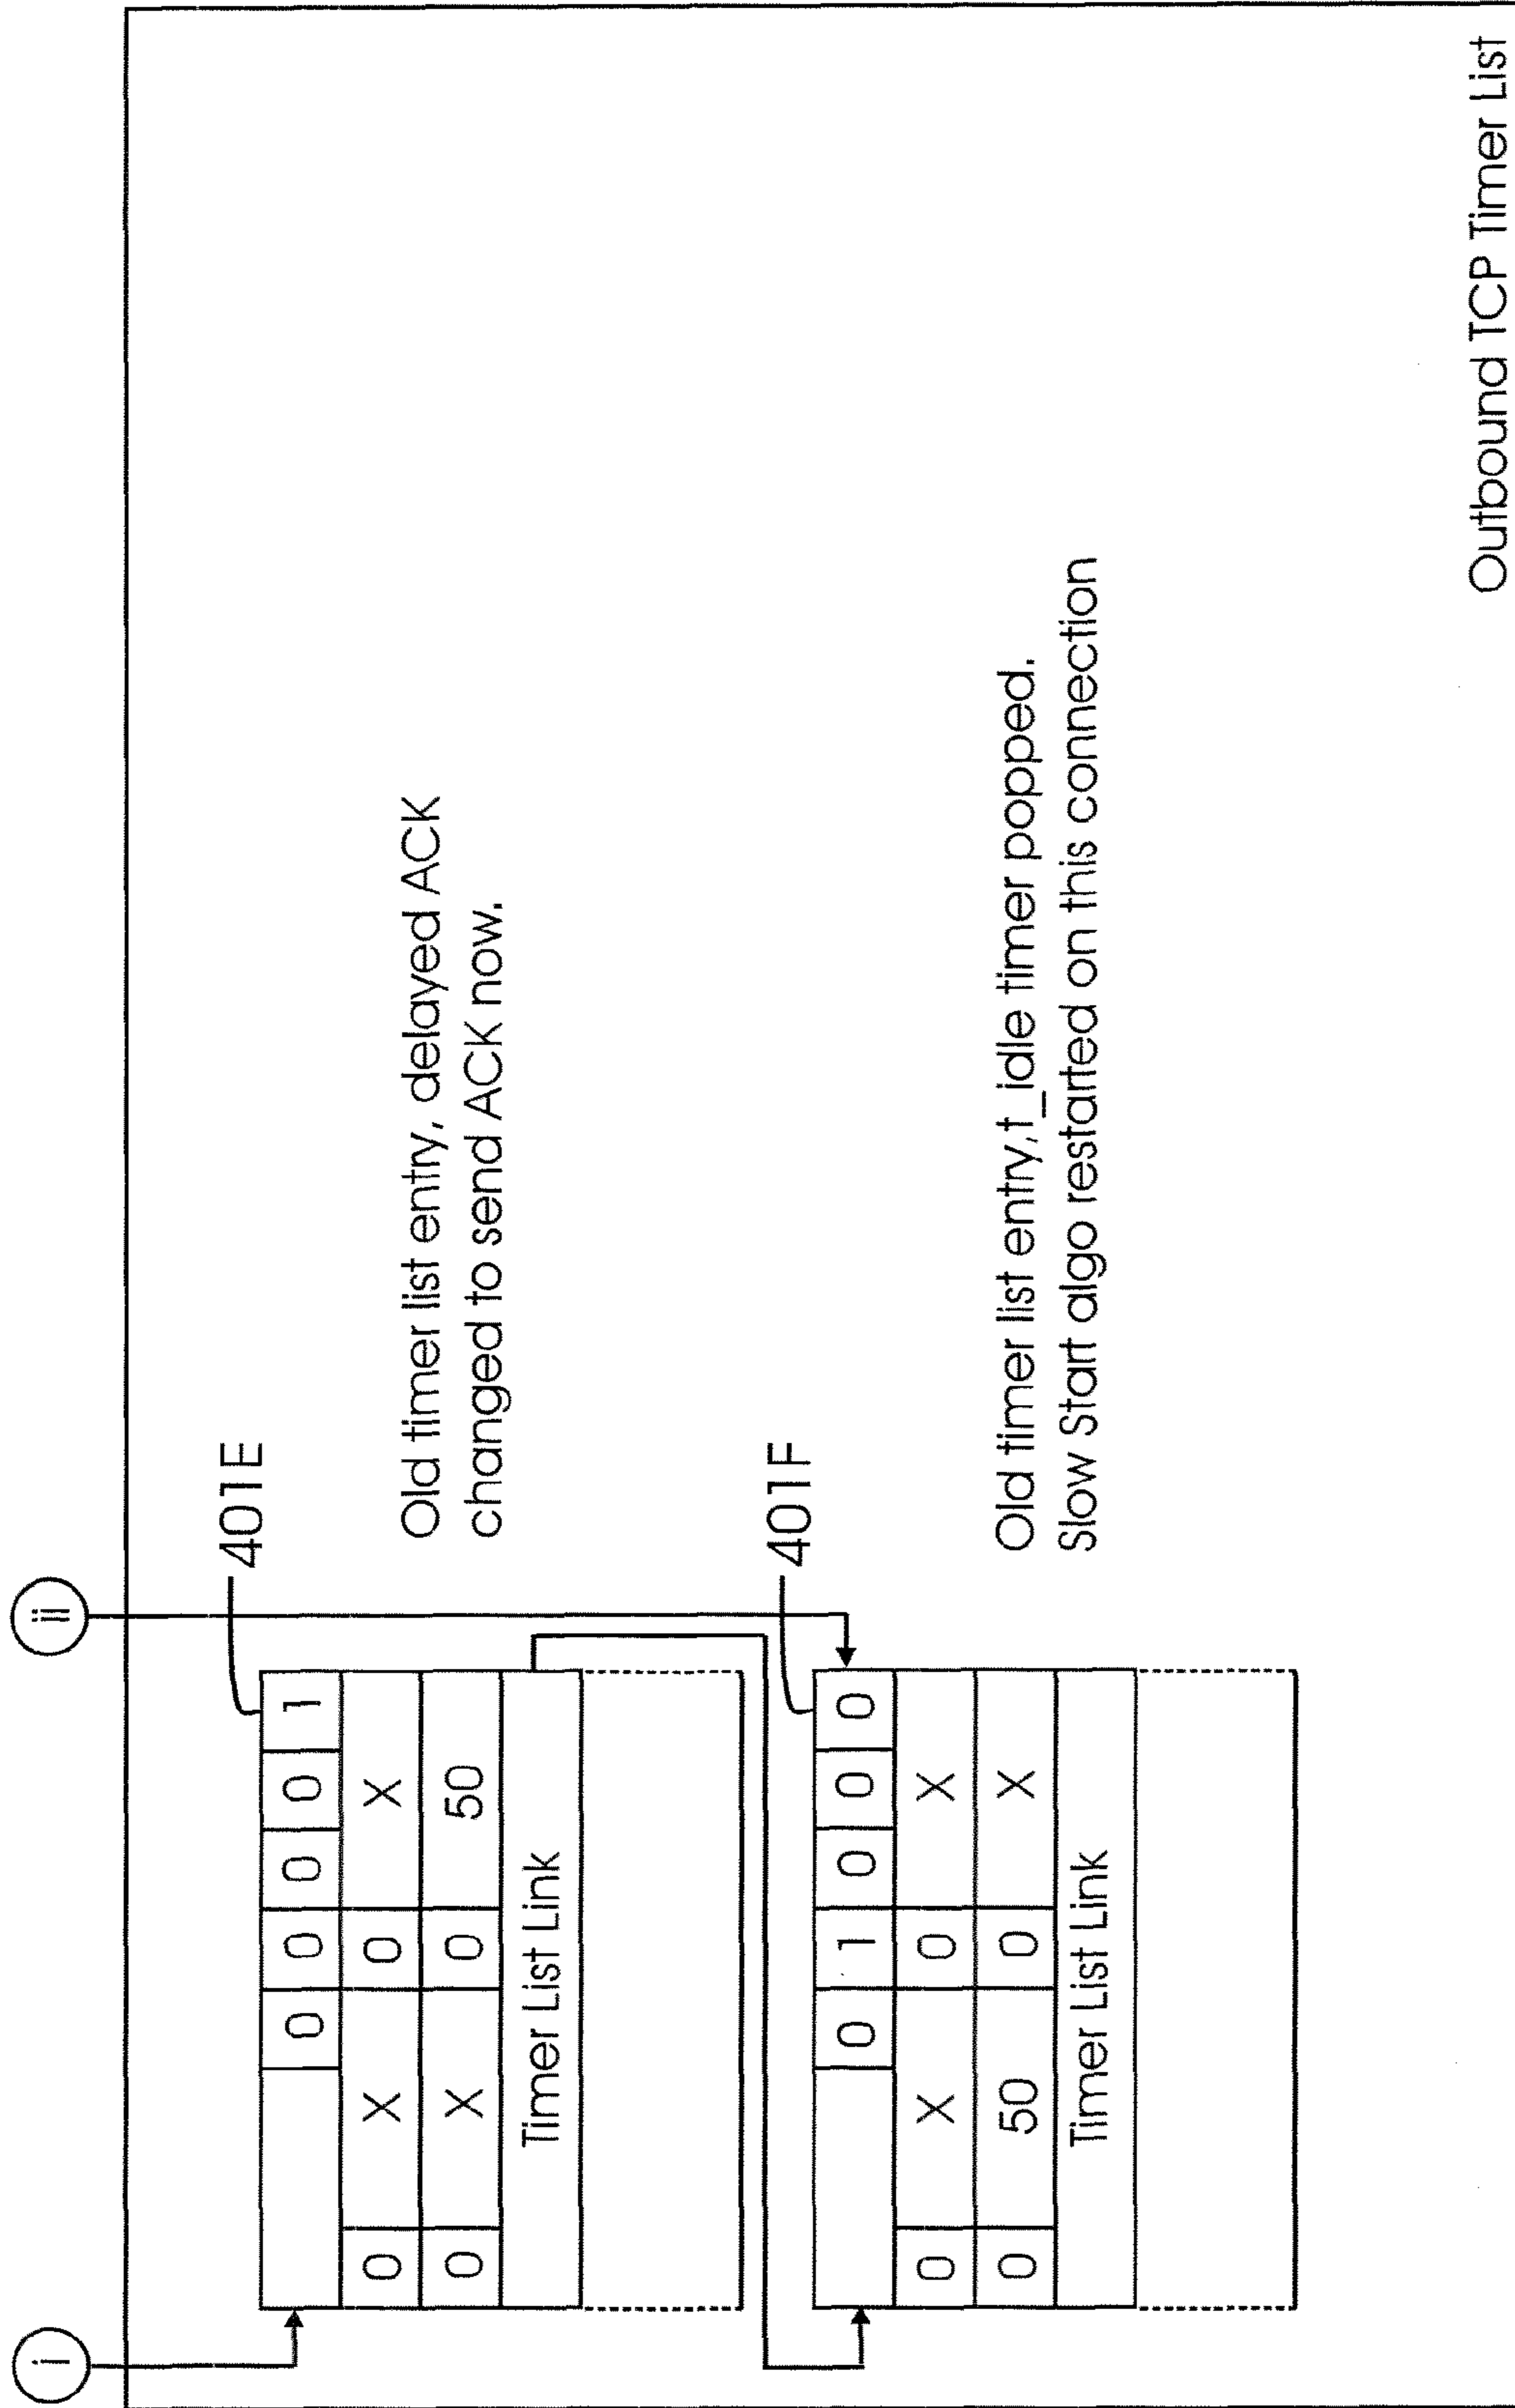 i
ii
401E
0 0 0 0 1
0 X 0 X
0 X 0 50
Timer List Link
Old timer list entry, delayed ACK
changed to send ACK now.
401F
0 1 0 0 0
0 X 0 X
0 50 0 X
Timer List Link
Old timer list entry,t_idle timer popped.
Slow Start algo restarted on this connection
Outbound TCP Timer List